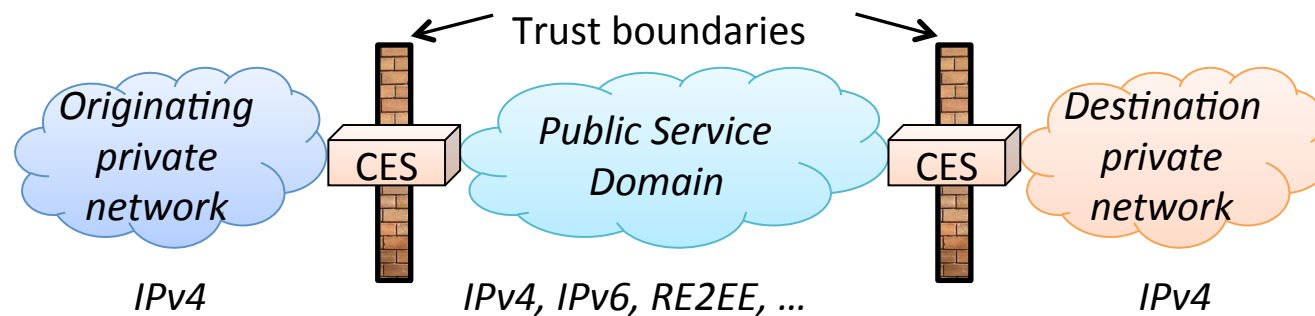 Trust boundaries
Originating
private
network
CES
Public Service
Domain
CES
Destination
private
network
IPv4
IPv4, IPv6, RE2EE, ...
IPv4